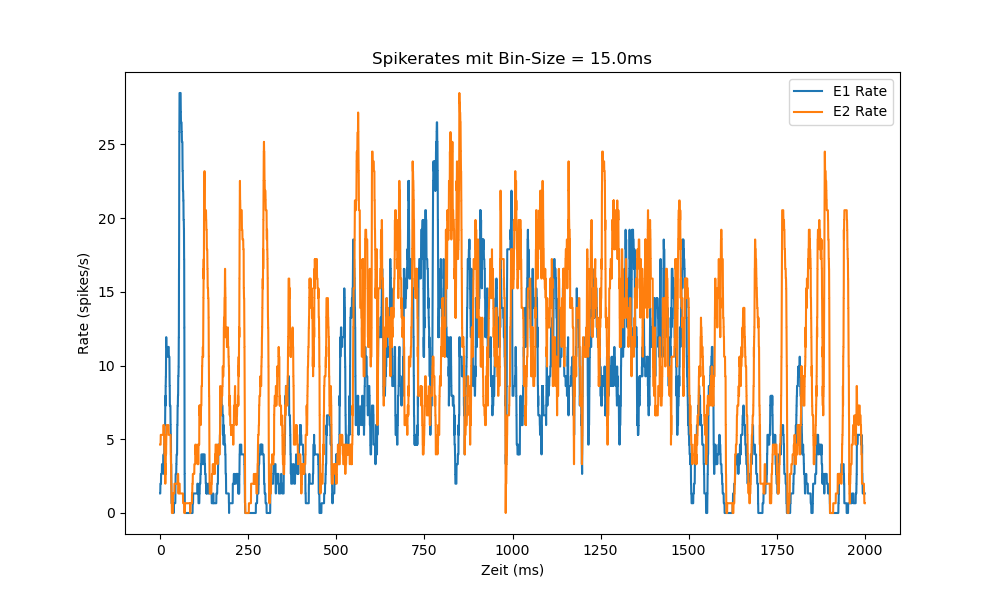 Spikerates mit Bin-Size = 15.0ms
E1 Rate
E2 Rate
Rate (spikes/s)
25
20
15
10
5
0
0 250 500 750 1000 1250 1500 1750 2000
Zeit (ms)